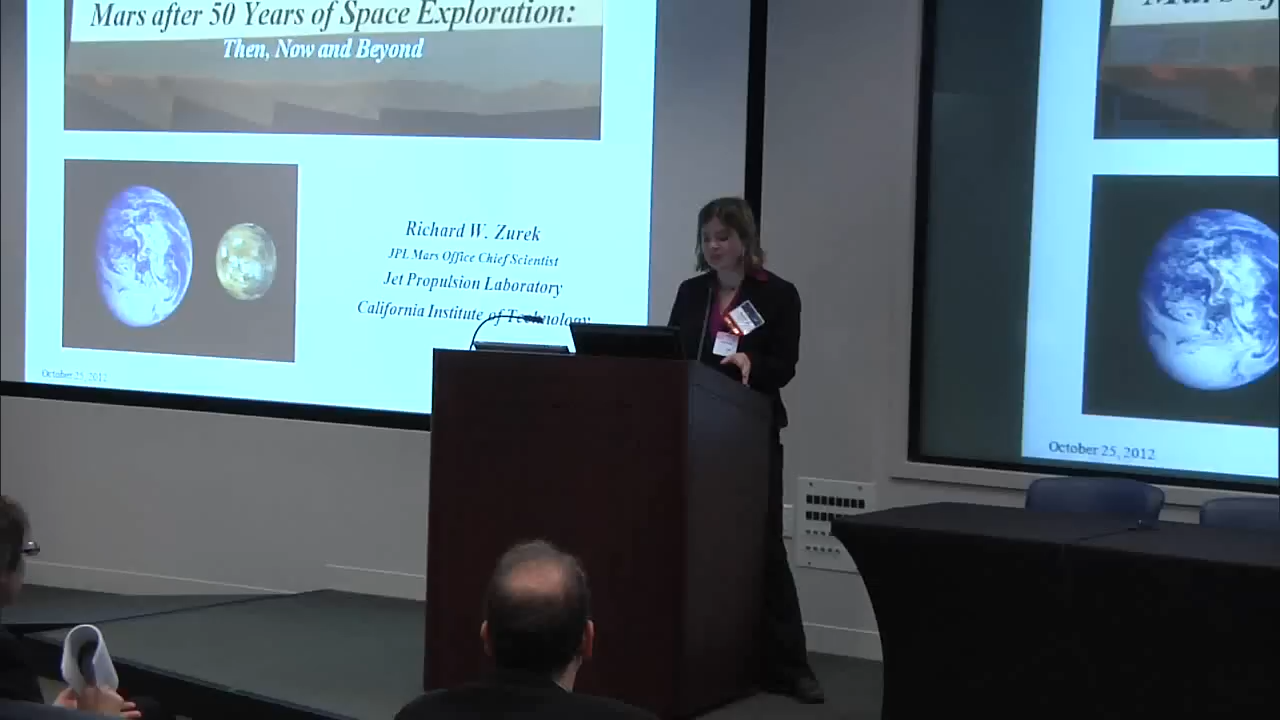 Mars after 50 Years of Space Exploration:
Then, Now and Beyond
Richard W. Zurek
JPL Mars Office Chief Scientist
Jet Propulsion Laboratory
California Institute of Technology
October 25, 2012
October 25, 2012